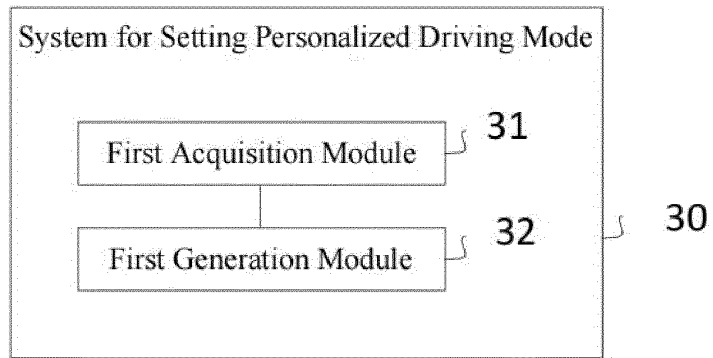 System for Setting Personalized Driving Mode
First Acquisition Module
31
First Generation Module
32
30